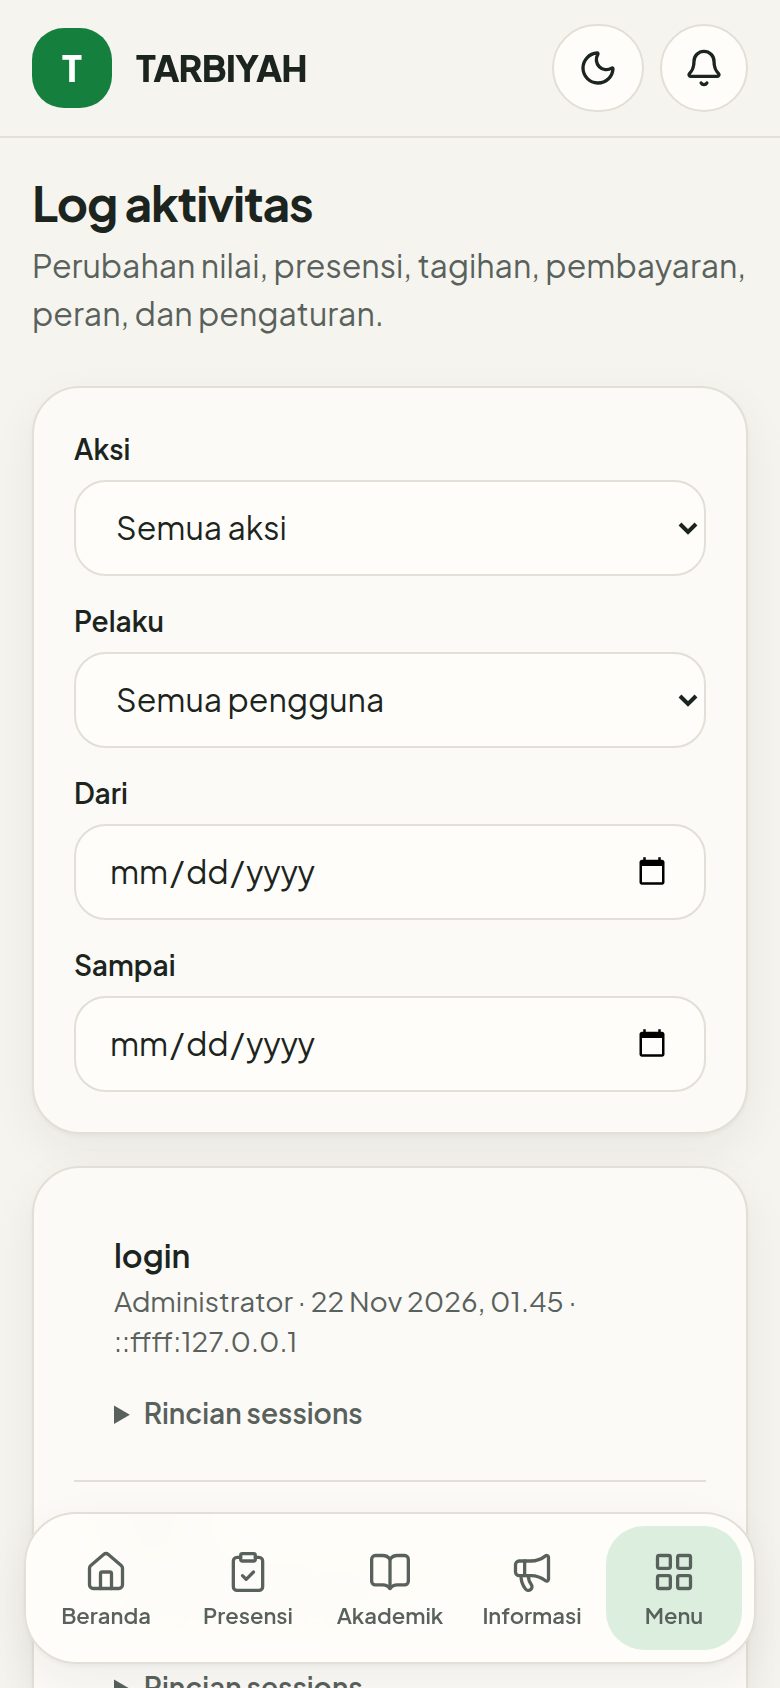 T
TARBIYAH
Log aktivitas
Perubahan nilai, presensi, tagihan, pembayaran,
peran, dan pengaturan.
Aksi
Semua aksi
Pelaku
Semua pengguna
Dari
mm/dd/yyyy
Sampai
mm/dd/yyyy
login
Administrator · 22 Nov 2026, 01.45 ·
::ffff:127.0.0.1
Rincian sessions
Beranda
Presensi
Akademik
Informasi
Menu
Rincian sessions